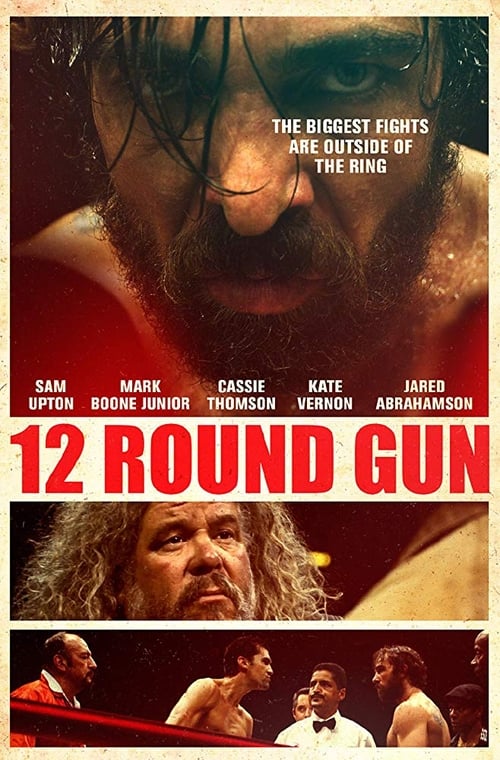 THE BIGGEST FIGHTS
ARE OUTSIDE OF
THE RING
SAM UPTON
MARK BOONE JUNIOR
CASSIE THOMSON
KATE VERNON
JARED ABRAHAMSON
12 ROUND GUN